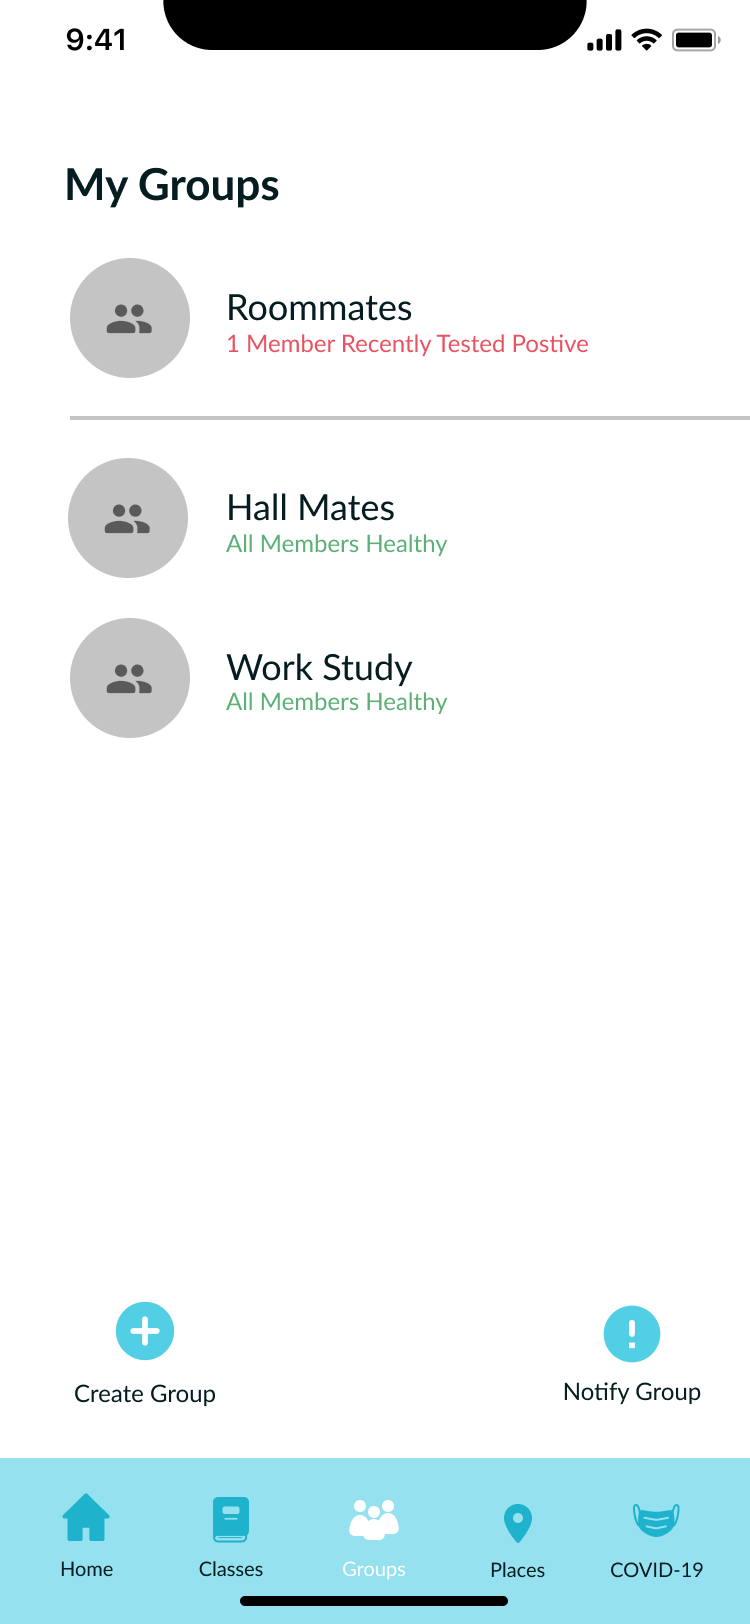 9:41
My Groups
Roommates
1 Member Recently Tested Postive
Hall Mates
All Members Healthy
Work Study
All Members Healthy
Create Group
Notify Group
Home
Classes
Groups
Places
COVID-19